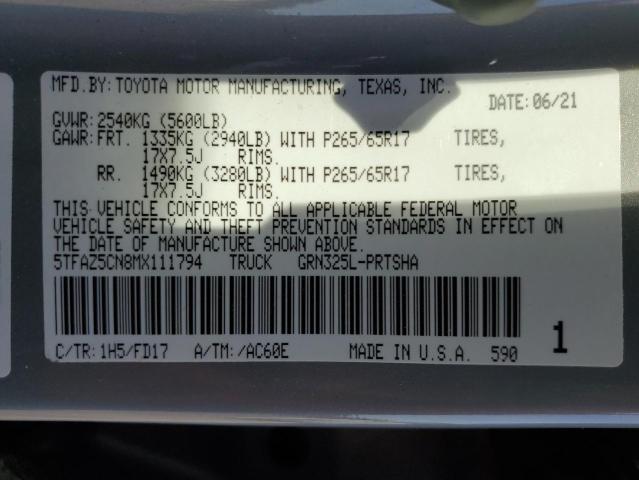 MFD.BY:TOYOTA MOTOR MANUFACTURING, TEXAS, INC.
DATE:06/21
GVWR:2540KG (5600LB)
GAWR:FRT. 1335KG (2940LB) WITH P265/65R17 TIRES,
17X7.5J RIMS.
RR. 1490KG (3280LB) WITH P265/65R17 TIRES,
17X7.5J RIMS.
THIS VEHICLE CONFORMS TO ALL APPLICABLE FEDERAL MOTOR
VEHICLE SAFETY AND THEFT PREVENTION STANDARDS IN EFFECT ON
THE DATE OF MANUFACTURE SHOWN ABOVE.
5TFAZ5CN8MX111794 TRUCK GRN325L-PRTSHA
C/TR:1H5/FD17 A/TM:/AC60E MADE IN U.S.A. 590 1